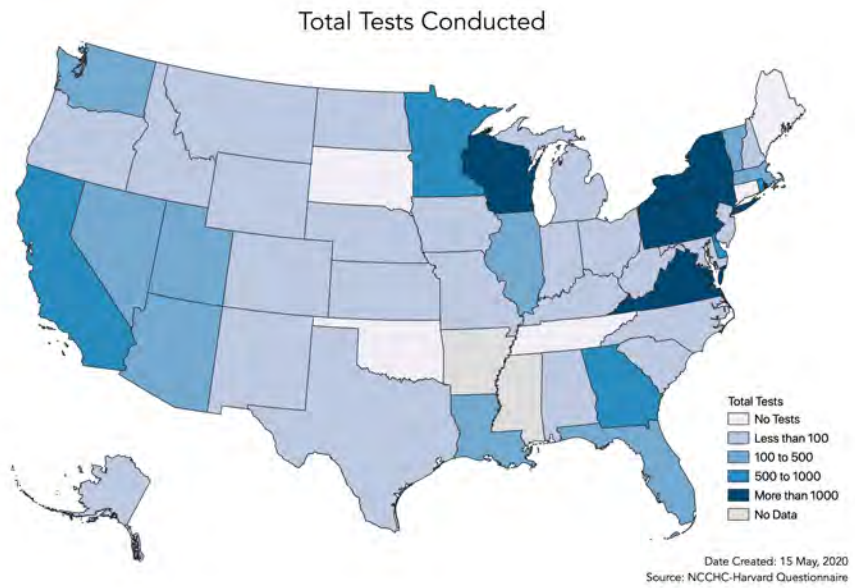 Total Tests Conducted
Total Tests
No Tests
Less than 100
100 to 500
500 to 1000
More than 1000
No Data
Date Created: 15 May, 2020
Source: NCCHC-Harvard Questionnaire